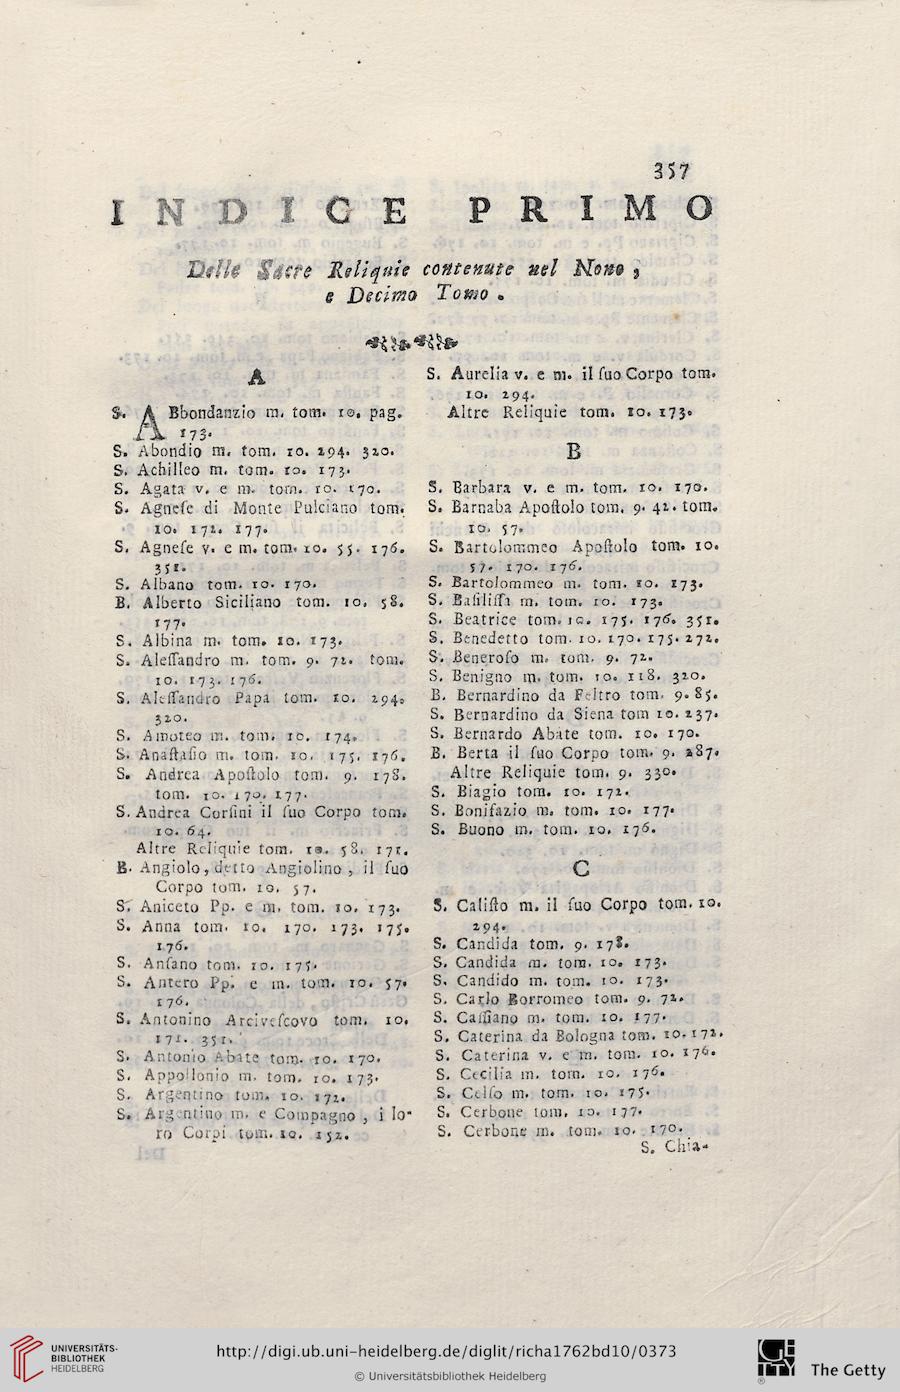 357
INDICE PRIMO
Delle Sacre Reliquie contenute nel Nono,
e Decimo Tomo.
A
S. ABbondanzio m. tom. 10. pag.
173.
S. Abondio m. tom. 10. 294. 320.
S. Achilleo m. tom. 10. 173.
S. Agata v. e m. tom. 10. 170.
S. Agneſe di Monte Pulciano tom.
10. 172. 177.
S. Agneſe v. e m. tom. 10. 55. 176.
351.
S. Albano tom. 10. 170.
B. Alberto Siciliano tom. 10. 58.
177.
S. Albina m. tom. 10. 173.
S. Aleſſandro m. tom. 9. 72. tom.
10. 173. 176.
S. Aleſſandro Papa tom. 10. 294.
320.
S. Amoteo m. tom. 10. 174.
S. Anaſtaſio m. tom. 10. 175. 176.
S. Andrea Apoſtolo tom. 9. 178.
tom. 10. 170. 177.
S. Andrea Corſini il ſuo Corpo tom.
10. 64.
Altre Reliquie tom. 10. 58. 171.
B. Angiolo, detto Angiolino, il ſuo
Corpo tom. 10. 57.
S. Aniceto Pp. e m. tom. 10. 173.
S. Anna tom. 10. 170. 173. 175.
176.
S. Anſano tom. 10. 175.
S. Antero Pp. e m. tom. 10. 57.
176.
S. Antonino Arciveſcovo tom. 10.
171. 351.
S. Antonio Abate tom. 10. 170.
S. Appollonio m. tom. 10. 173.
S. Argentino tom. 10. 172.
S. Argentino m. e Compagno, i lo-
ro Corpi tom. 10. 152.
S. Aurelia v. e m. il ſuo Corpo tom.
10. 294.
Altre Reliquie tom. 10. 173.
B
S. Barbara v. e m. tom. 10. 170.
S. Barnaba Apoſtolo tom. 9. 42. tom.
10. 57.
S. Bartolommeo Apoſtolo tom. 10.
57. 170. 176.
S. Bartolommeo m. tom. 10. 173.
S. Baſiliſſa m. tom. 10. 173.
S. Beatrice tom. 10. 175. 176. 351.
S. Benedetto tom. 10. 170. 175. 272.
S. Beneroſo m. tom. 9. 72.
S. Benigno m. tom. 10. 118. 320.
B. Bernardino da Feltro tom. 9. 85.
S. Bernardino da Siena tom 10. 237.
S. Bernardo Abate tom. 10. 170.
B. Berta il ſuo Corpo tom. 9. 287.
Altre Reliquie tom. 9. 330.
S. Biagio tom. 10. 172.
S. Bonifazio m. tom. 10. 177.
S. Buono m. tom. 10. 176.
C
S. Caliſto m. il ſuo Corpo tom. 10.
294.
S. Candida tom. 9. 178.
S. Candida m. tom. 10. 173.
S. Candido m. tom. 10. 173.
S. Carlo Borromeo tom. 9. 72.
S. Caſſiano m. tom. 10. 177.
S. Caterina da Bologna tom. 10. 172.
S. Caterina v. e m. tom. 10. 176.
S. Cecilia m. tom. 10. 176.
S. Celſo m. tom. 10. 175.
S. Cerbone tom. 10. 177.
S. Cerbone m. tom. 10. 170.
S. Chia-
UNIVERSITÄTS-
BIBLIOTHEK
HEIDELBERG
http://digi.ub.uni-heidelberg.de/diglit/richa1762bd10/0373
© Universitätsbibliothek Heidelberg
GETTY
The Getty